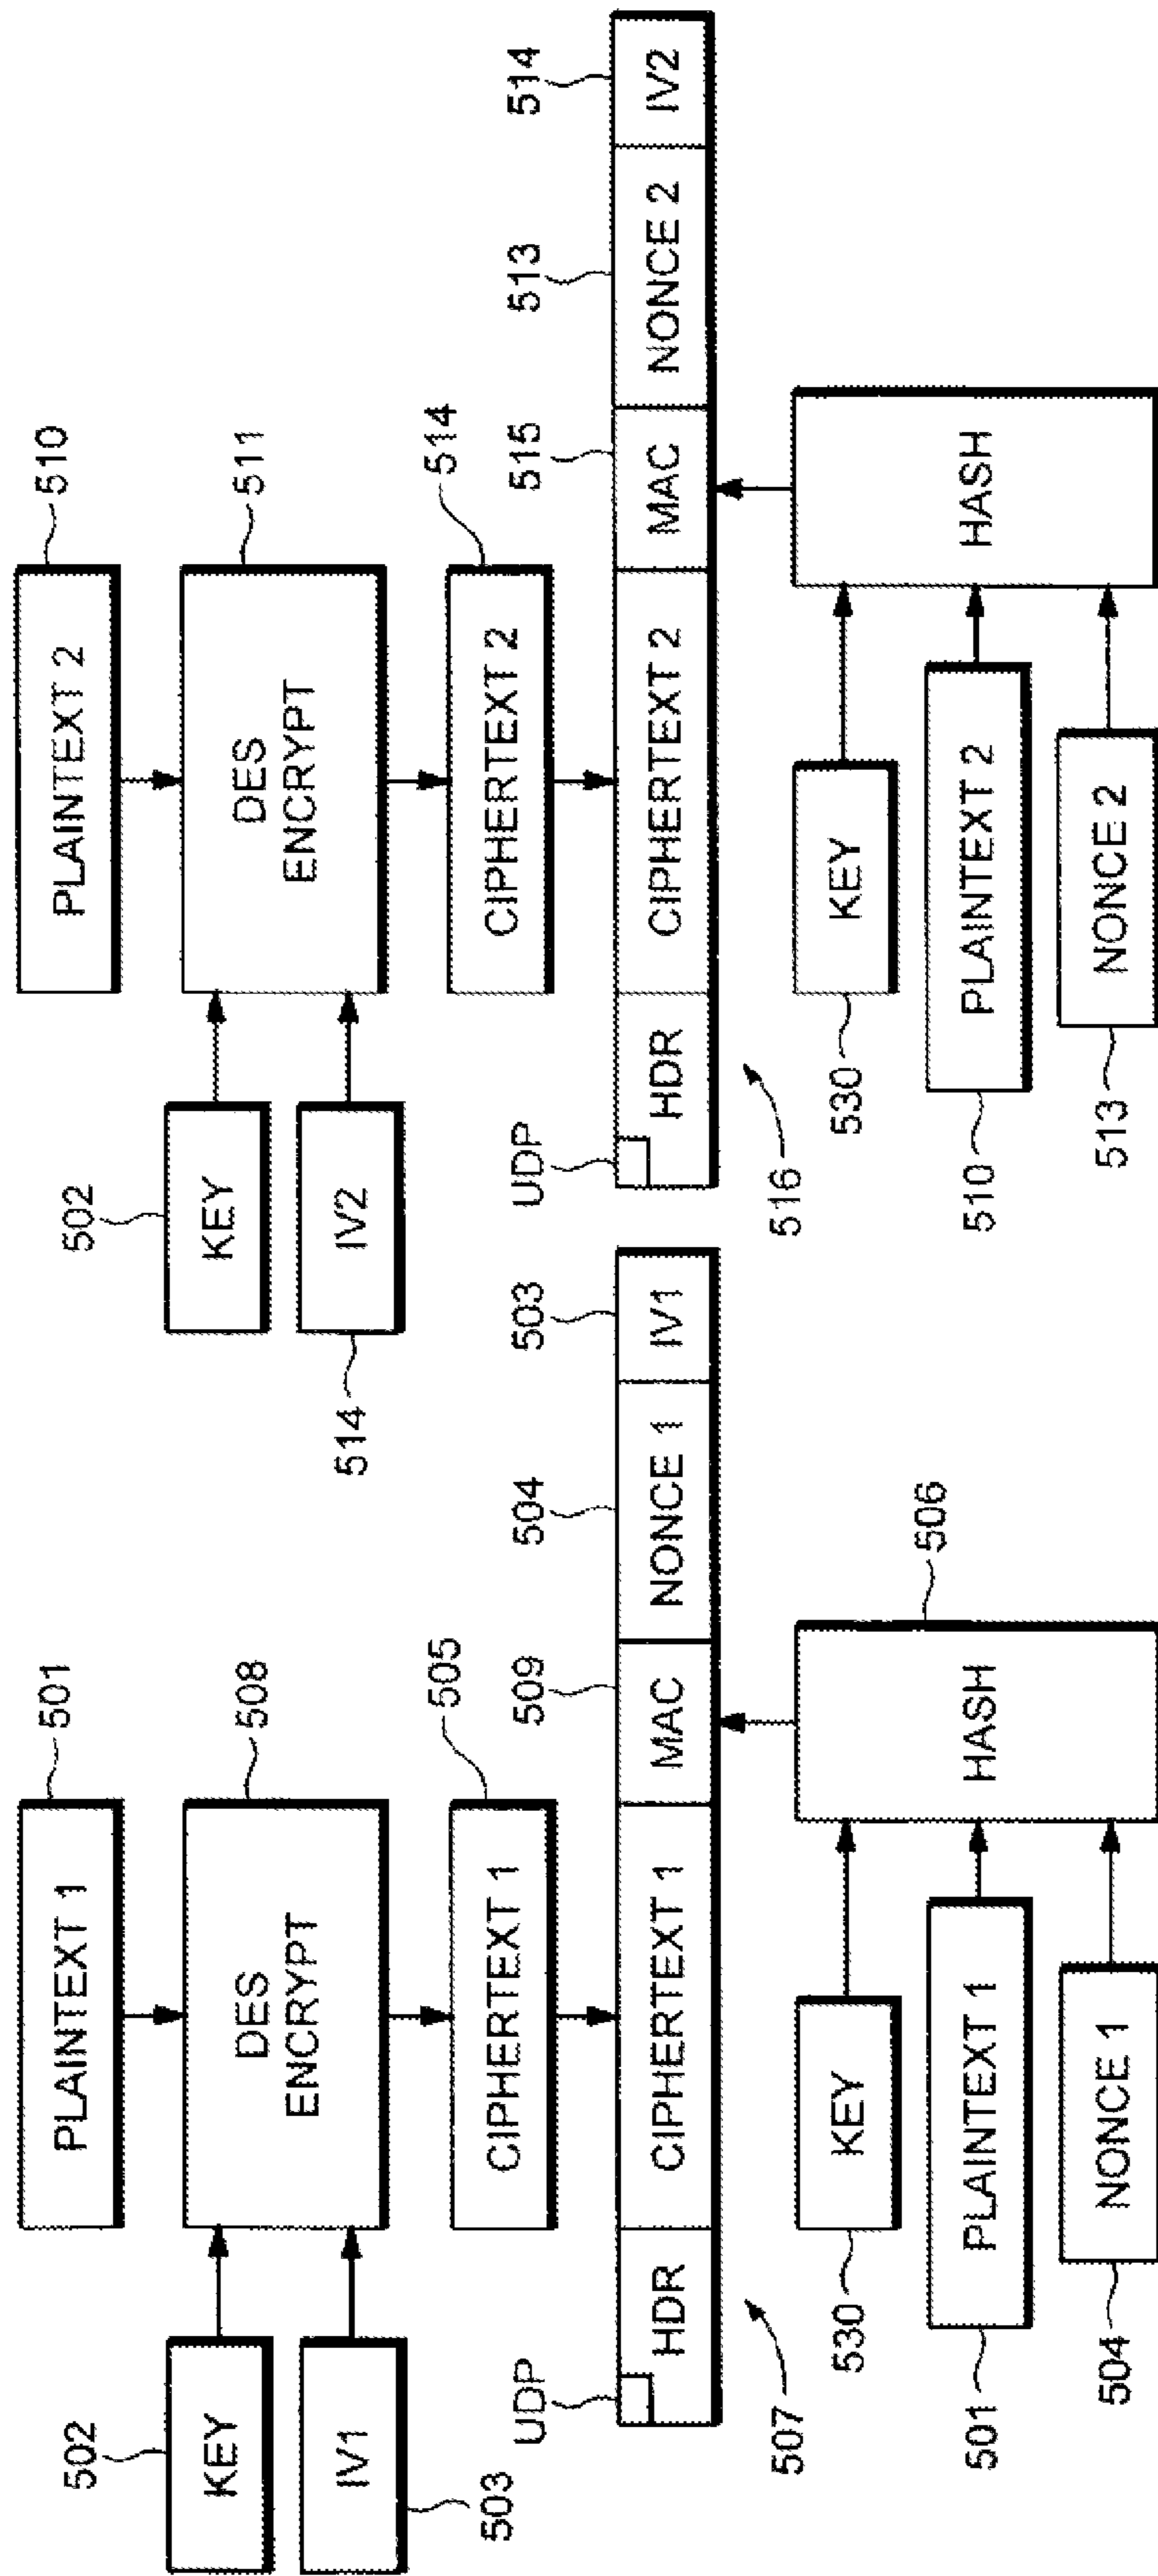 PLAINTEXT 1
501
502
KEY
DES
ENCRYPT
508
IV1
503
CIPHERTEXT 1
505
UDP
509
504
503
HDR
CIPHERTEXT 1
MAC
NONCE 1
IV1
507
530
KEY
HASH
506
501
PLAINTEXT 1
504
NONCE 1
PLAINTEXT 2
510
502
KEY
DES
ENCRYPT
511
IV2
514
CIPHERTEXT 2
514
UDP
515
513
514
HDR
CIPHERTEXT 2
MAC
NONCE 2
IV2
516
530
KEY
HASH
510
PLAINTEXT 2
513
NONCE 2